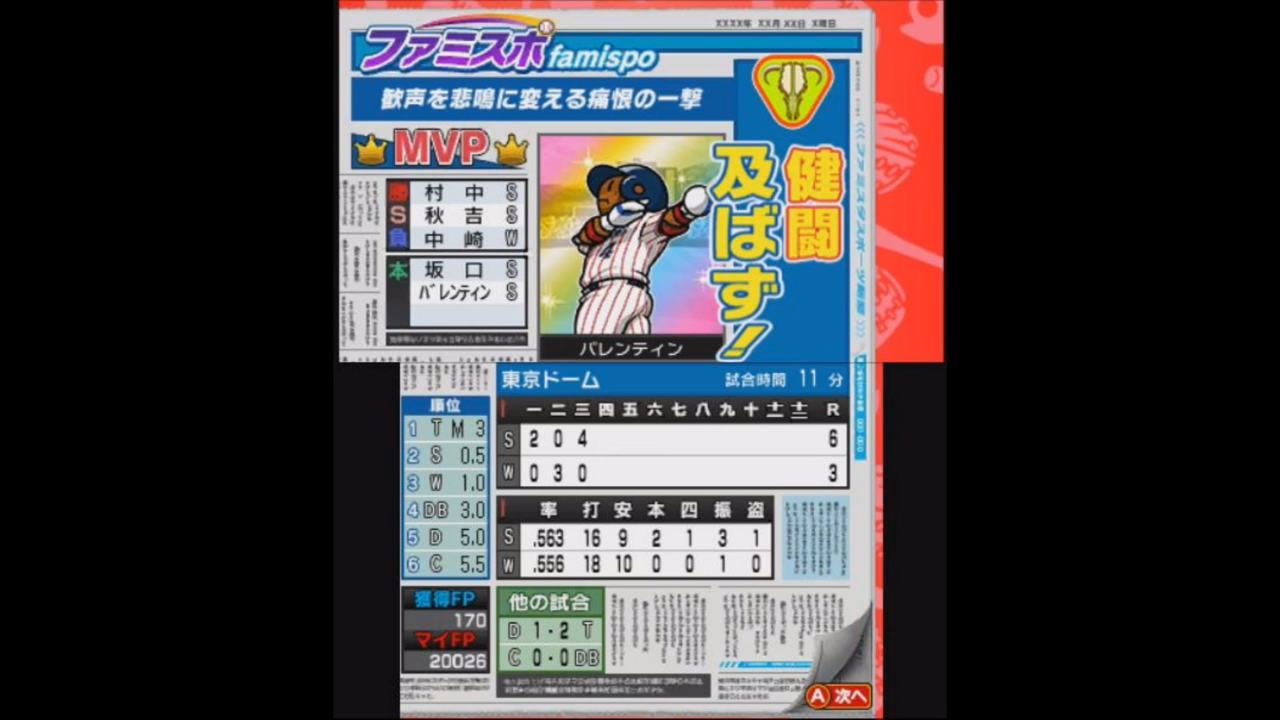 XXXX年 XX月 XX日 X曜日
ファミスポ famispo
歓声を悲鳴に変える痛恨の一撃
健闘
及ばず!
MVP
勝 村中 S
S 秋吉 S
負 中崎 W
本 坂口 S
バレンティン S
バレンティン
東京ドーム 試合時間 11 分
一 二 三 四 五 六 七 八 九 十 十一 十二 R
S 2 0 4 6
W 0 3 0 3
順位
1 T M 3
2 S 0.5
3 W 1.0
4 DB 3.0
5 D 5.0
6 C 5.5
率 打 安 本 四 振 盗
S .563 16 9 2 1 3 1
W .556 18 10 0 0 1 0
獲得FP
170
マイFP
20026
他の試合
D 1-2 T
C 0-0 DB
A 次へ